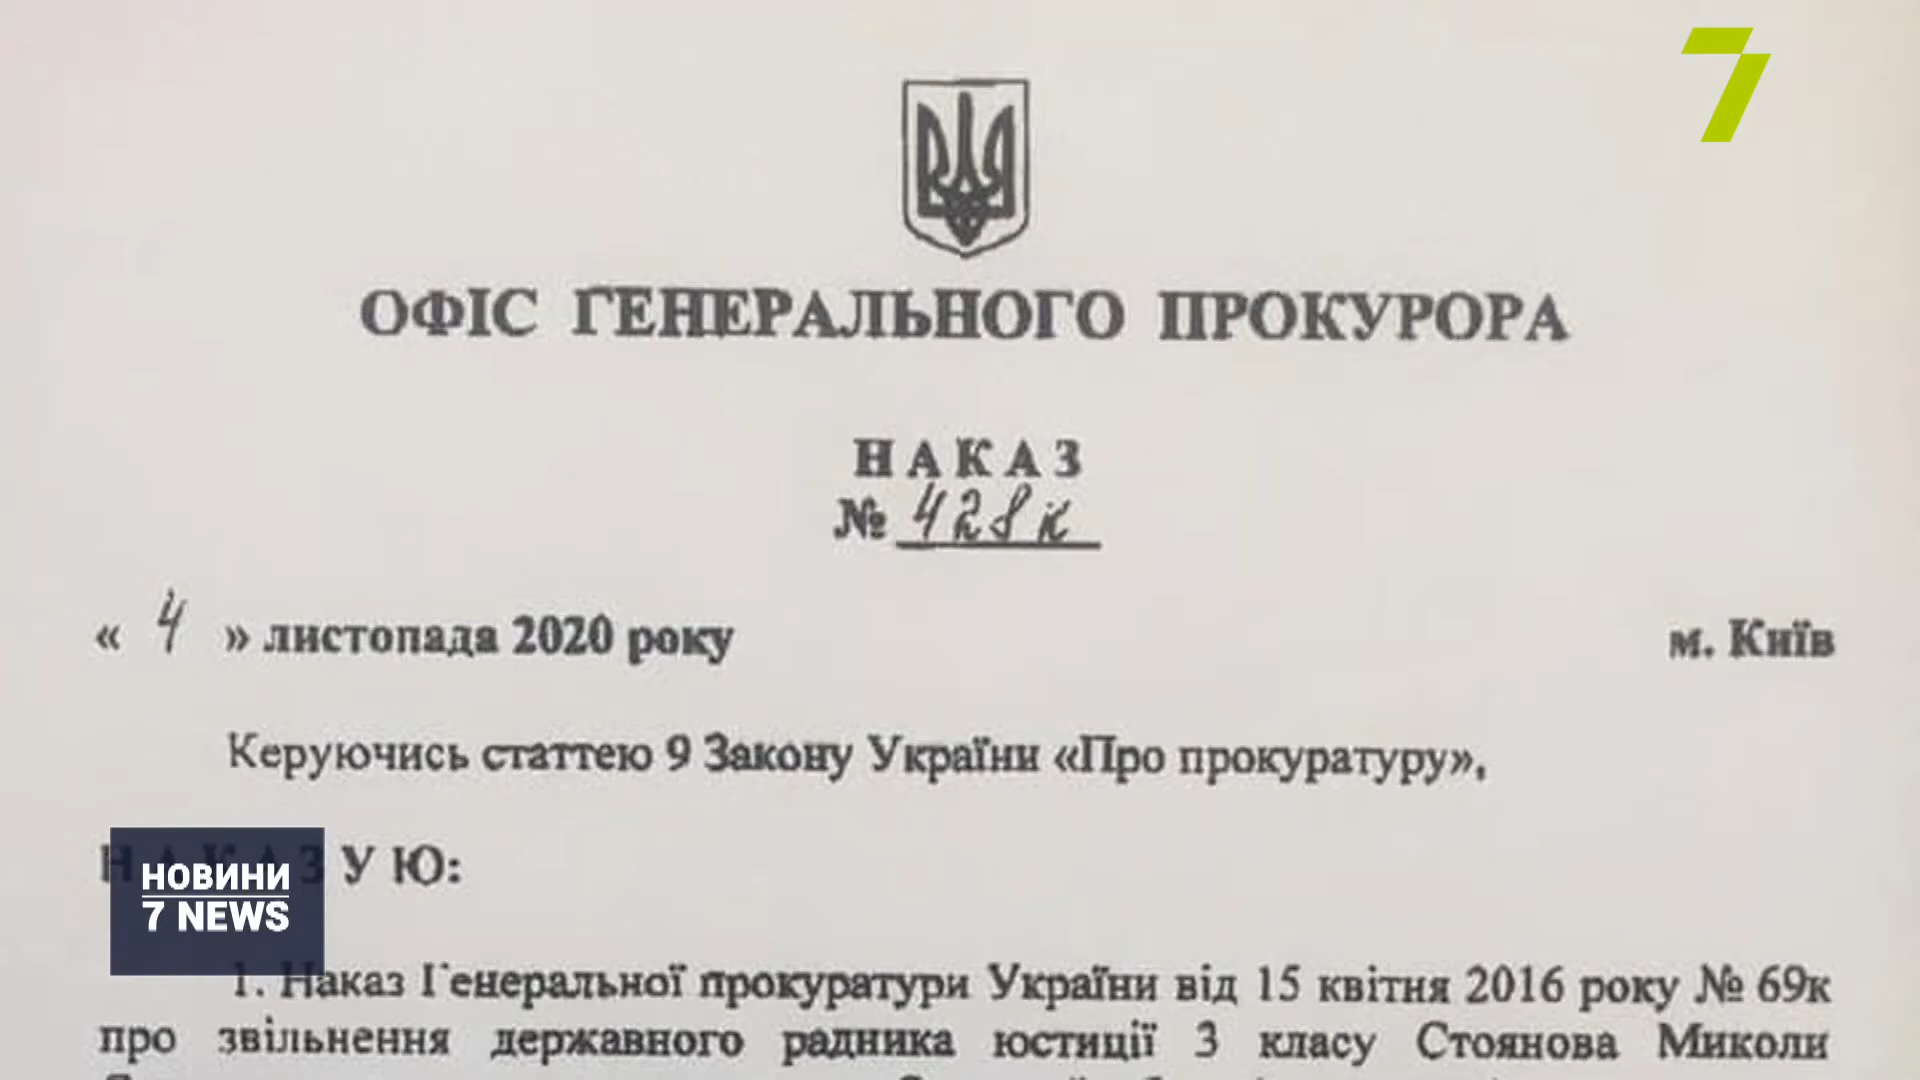 7
ОФІС ГЕНЕРАЛЬНОГО ПРОКУРОРА
НАКАЗ
№ 428к
« 4 » листопада 2020 року м. Київ
Керуючись статтею 9 Закону України «Про прокуратуру»,
НАКАЗУЮ:
НОВИНИ
7 NEWS
1. Наказ Генеральної прокуратури України від 15 квітня 2016 року № 69к
про звільнення державного радника юстиції 3 класу Стоянова Миколи